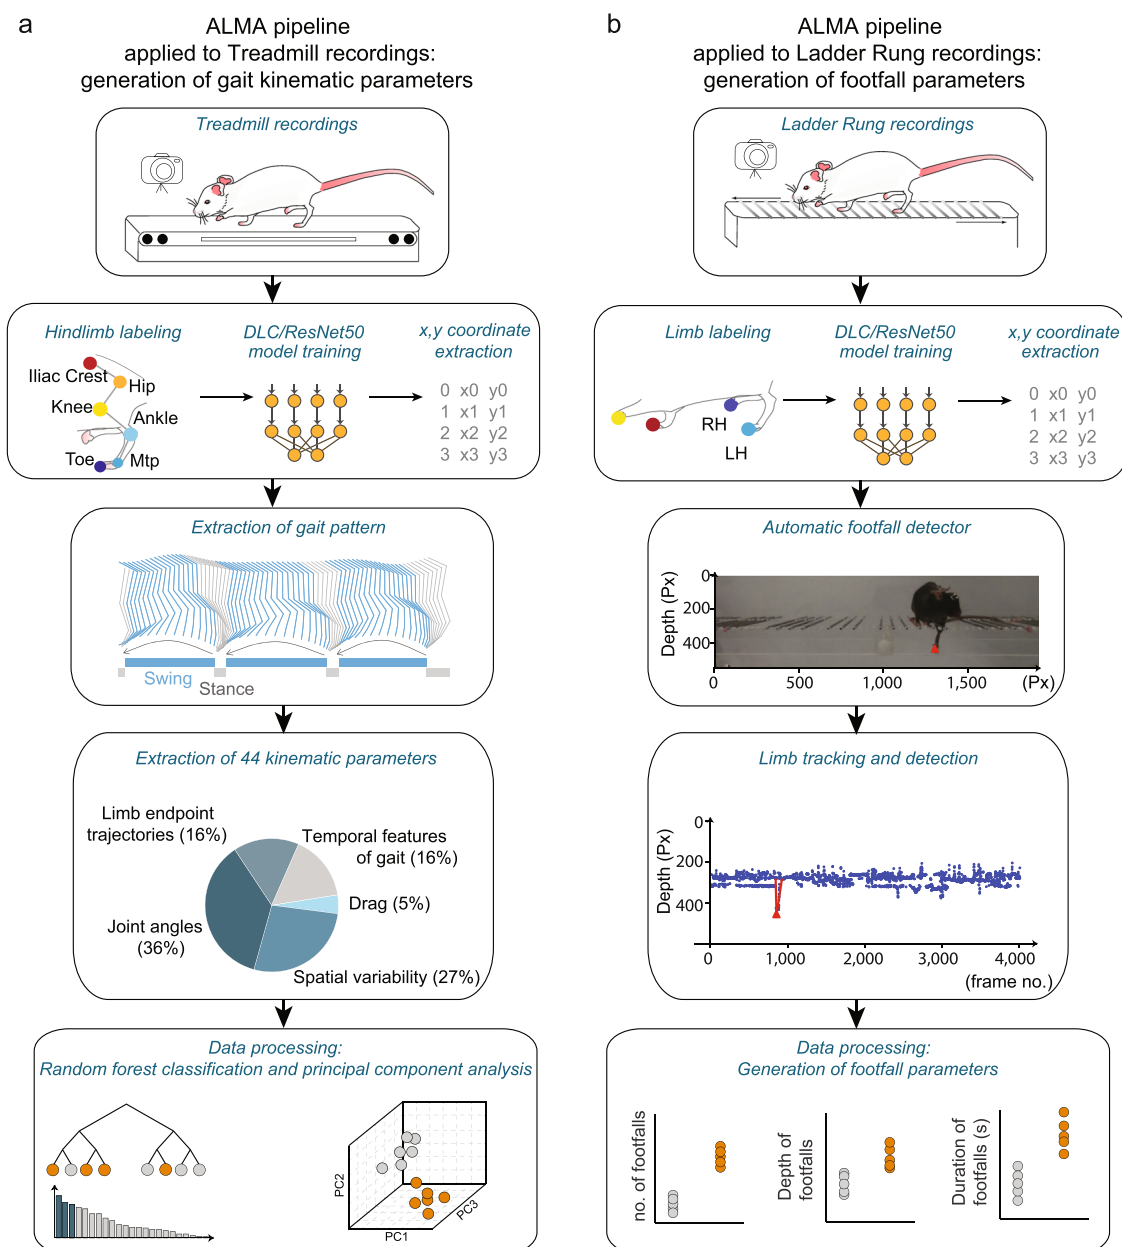 a
ALMA pipeline
applied to Treadmill recordings:
generation of gait kinematic parameters
Treadmill recordings
Hindlimb labeling
DLC/ResNet50
model training
x,y coordinate
extraction
Iliac Crest
Hip
Knee
Ankle
Toe
Mtp
0 x0 y0
1 x1 y1
2 x2 y2
3 x3 y3
Extraction of gait pattern
Swing
Stance
Extraction of 44 kinematic parameters
Limb endpoint
trajectories (16%)
Temporal features
of gait (16%)
Drag (5%)
Joint angles
(36%)
Spatial variability (27%)
Data processing:
Random forest classification and principal component analysis
PC2
PC1
PC3
b
ALMA pipeline
applied to Ladder Rung recordings:
generation of footfall parameters
Ladder Rung recordings
Limb labeling
DLC/ResNet50
model training
x,y coordinate
extraction
RH
LH
0 x0 y0
1 x1 y1
2 x2 y2
3 x3 y3
Automatic footfall detector
Depth (Px)
0
200
400
0 500 1,000 1,500 (Px)
Limb tracking and detection
Depth (Px)
0
200
400
0 1,000 2,000 3,000 4,000
(frame no.)
Data processing:
Generation of footfall parameters
no. of footfalls
Depth of
footfalls
Duration of
footfalls (s)